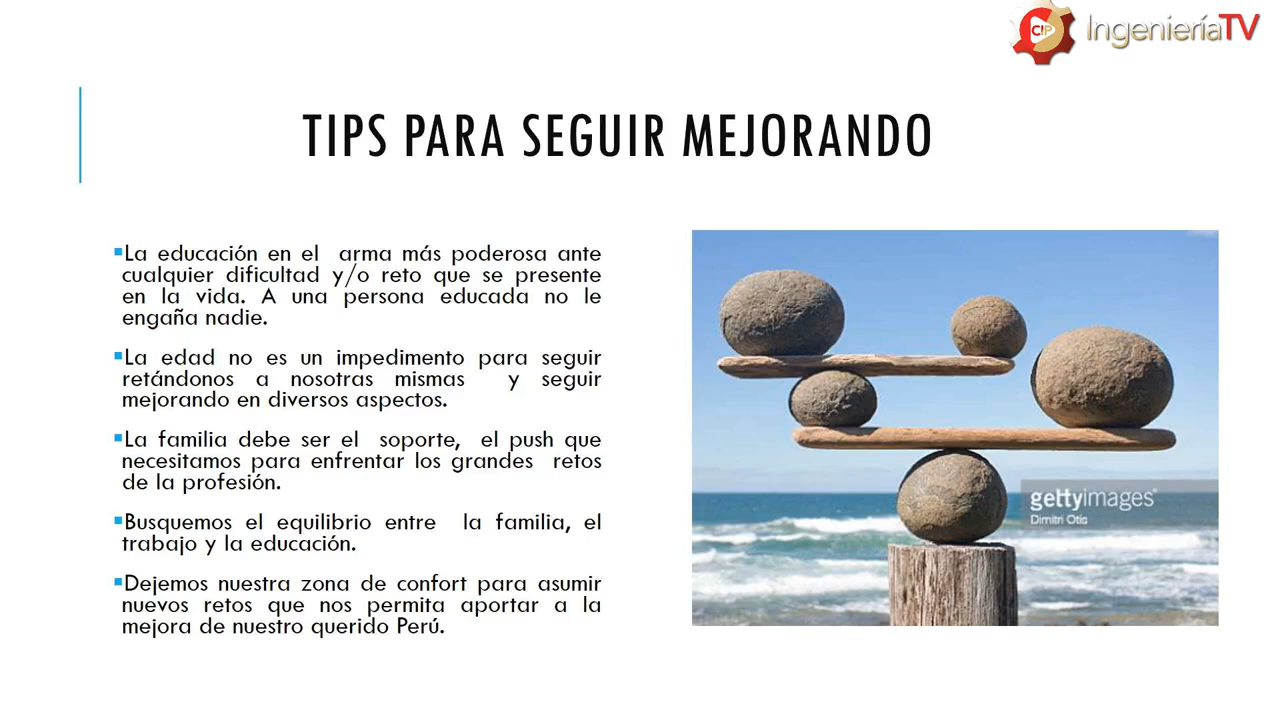 CIP IngenieríaTV
TIPS PARA SEGUIR MEJORANDO
▪La educación en el arma más poderosa ante
cualquier dificultad y/o reto que se presente
en la vida. A una persona educada no le
engaña nadie.
▪La edad no es un impedimento para seguir
retándonos a nosotras mismas y seguir
mejorando en diversos aspectos.
▪La familia debe ser el soporte, el push que
necesitamos para enfrentar los grandes retos
de la profesión.
▪Busquemos el equilibrio entre la familia, el
trabajo y la educación.
▪Dejemos nuestra zona de confort para asumir
nuevos retos que nos permita aportar a la
mejora de nuestro querido Perú.
gettyimages
Dimitri Otis